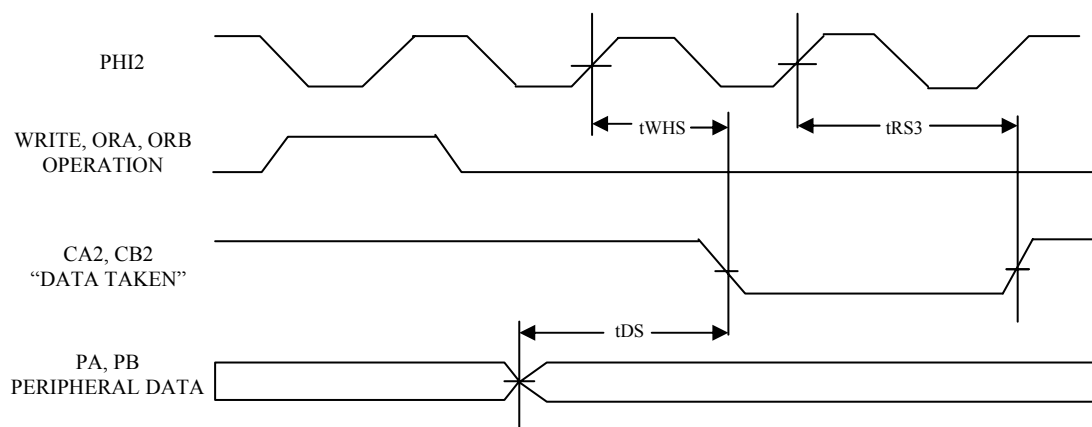 PHI2
tWHS
tRS3
WRITE, ORA, ORB
OPERATION
CA2, CB2
“DATA TAKEN”
tDS
PA, PB
PERIPHERAL DATA